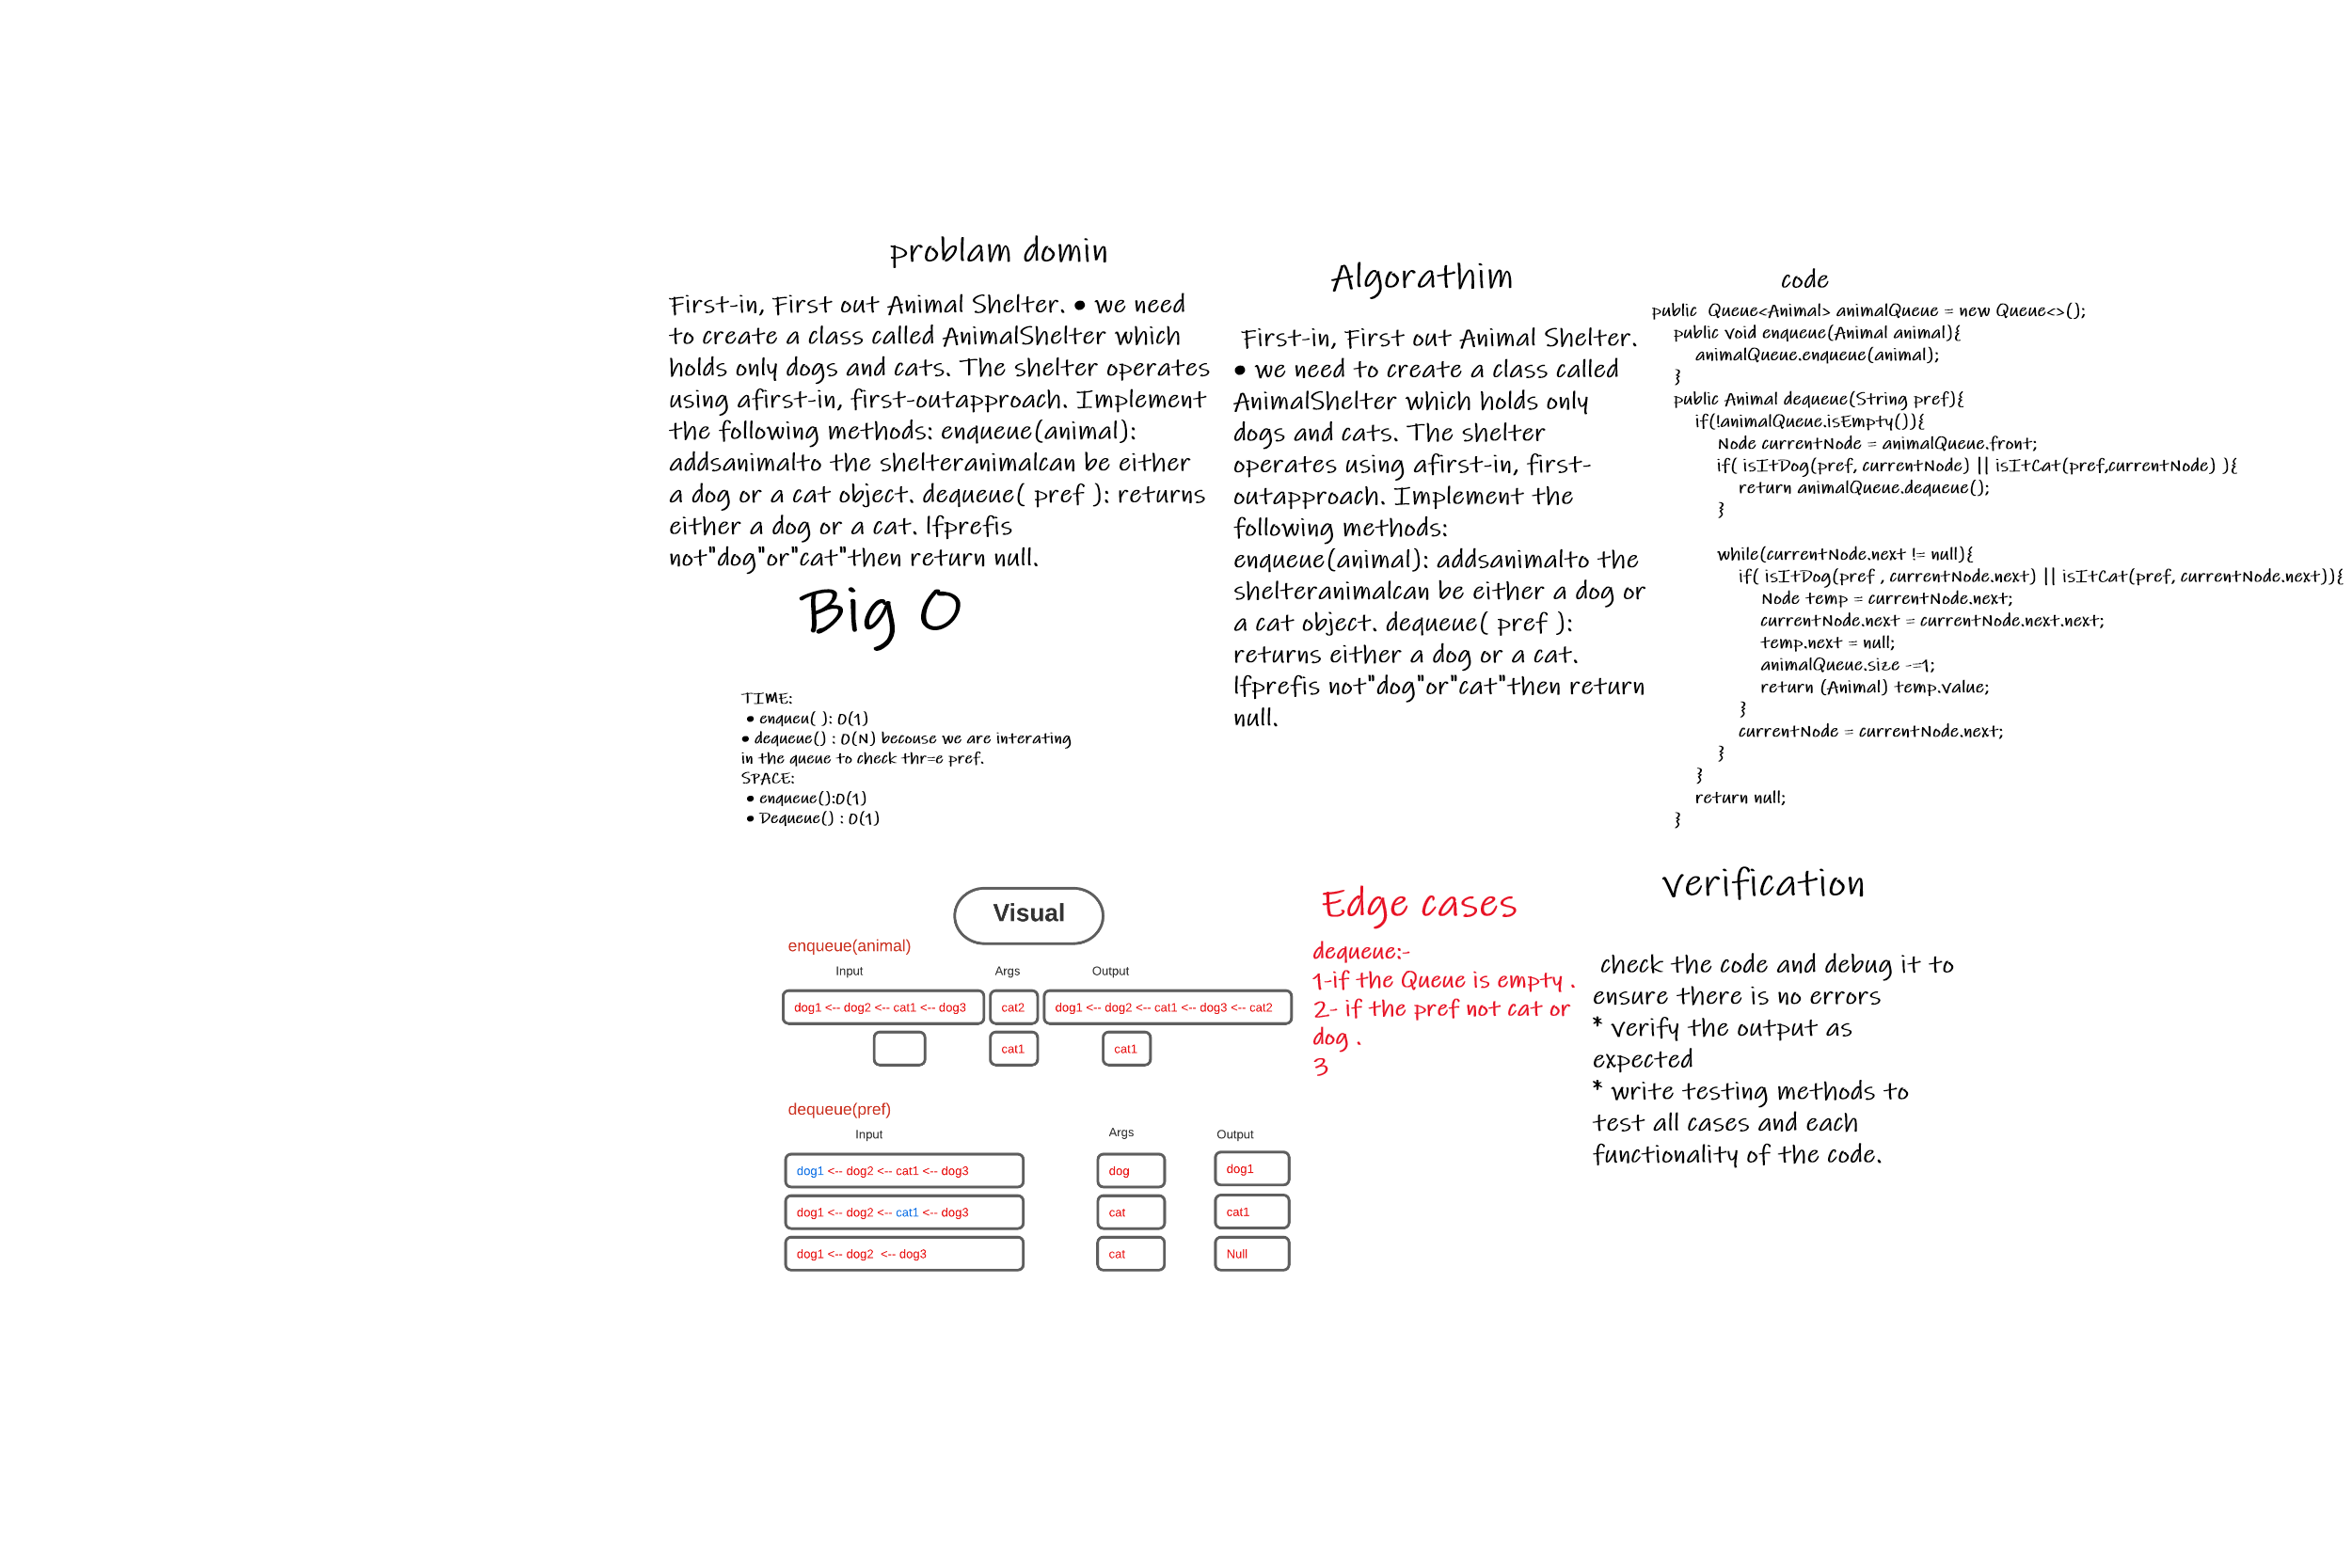 problam domin
First-in, First out Animal Shelter. • we need
to create a class called AnimalShelter which
holds only dogs and cats. The shelter operates
using afirst-in, first-outapproach. Implement
the following methods: enqueue(animal):
addsanimalto the shelteranimalcan be either
a dog or a cat object. dequeue( pref ): returns
either a dog or a cat. Ifprefis
not"dog"or"cat"then return null.
Big O
TIME:
• enqueu( ): O(1)
• dequeue() : O(N) becouse we are interating
in the queue to check thr=e pref.
SPACE:
• enqueue():O(1)
• Dequeue() : O(1)
Algorathim
First-in, First out Animal Shelter.
• we need to create a class called
AnimalShelter which holds only
dogs and cats. The shelter
operates using afirst-in, first-
outapproach. Implement the
following methods:
enqueue(animal): addsanimalto the
shelteranimalcan be either a dog or
a cat object. dequeue( pref ):
returns either a dog or a cat.
Ifprefis not"dog"or"cat"then return
null.
code
public  Queue<Animal> animalQueue = new Queue<>();
public void enqueue(Animal animal){
animalQueue.enqueue(animal);
}
public Animal dequeue(String pref){
if(!animalQueue.isEmpty()){
Node currentNode = animalQueue.front;
if( isItDog(pref, currentNode) || isItCat(pref,currentNode) ){
return animalQueue.dequeue();
}
while(currentNode.next != null){
if( isItDog(pref , currentNode.next) || isItCat(pref, currentNode.next)){
Node temp = currentNode.next;
currentNode.next = currentNode.next.next;
temp.next = null;
animalQueue.size -=1;
return (Animal) temp.value;
}
currentNode = currentNode.next;
}
}
return null;
}
Visual
enqueue(animal)
Input Args Output
dog1 <-- dog2 <-- cat1 <-- dog3 cat2 dog1 <-- dog2 <-- cat1 <-- dog3 <-- cat2
cat1 cat1
dequeue(pref)
Input Args Output
dog1 <-- dog2 <-- cat1 <-- dog3 dog dog1
dog1 <-- dog2 <-- cat1 <-- dog3 cat cat1
dog1 <-- dog2  <-- dog3 cat Null
Edge cases
dequeue:-
1-if the Queue is empty .
2- if the pref not cat or
dog .
3
verification
check the code and debug it to
ensure there is no errors
* verify the output as
expected
* write testing methods to
test all cases and each
functionality of the code.